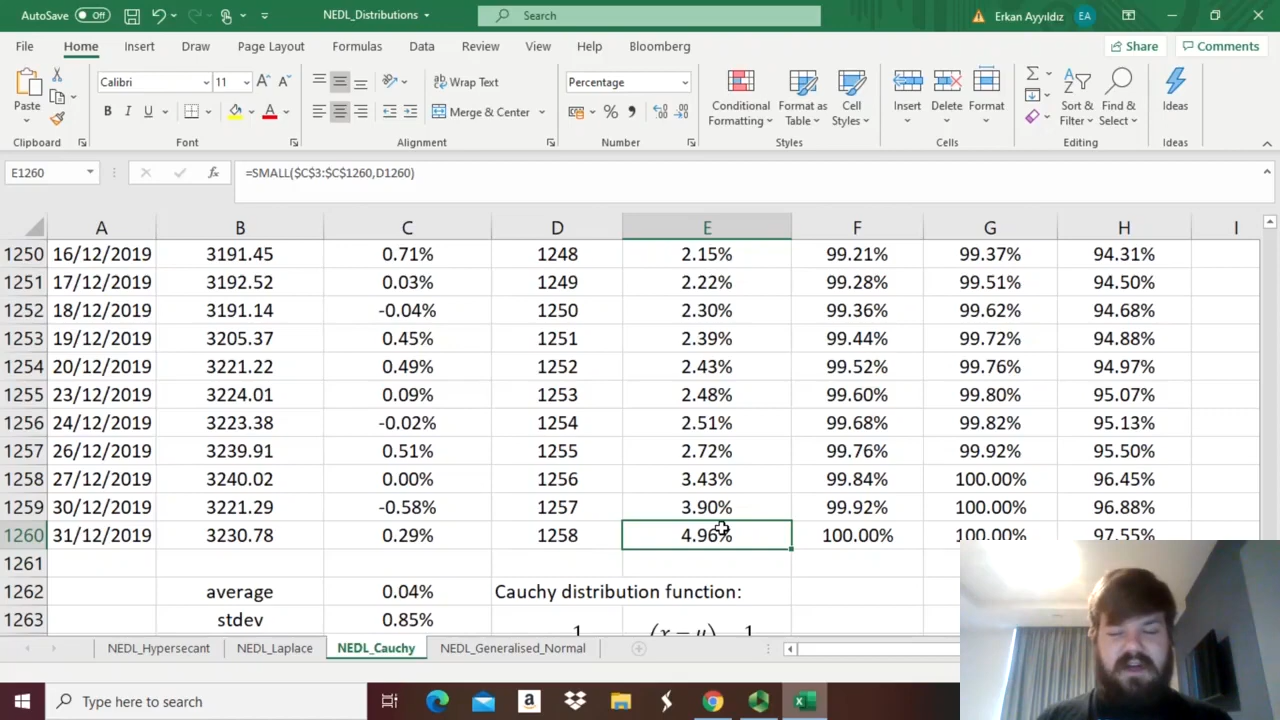 AutoSave Off NEDL_Distributions Search Erkan Ayyıldız EA
File Home Insert Draw Page Layout Formulas Data Review View Help Bloomberg Share Comments
Paste Calibri 11 A A Wrap Text Percentage Conditional Formatting Format as Table Cell Styles Insert Delete Format Sort & Filter Find & Select Ideas
B I U A Merge & Center % ,
Clipboard Font Alignment Number Styles Cells Editing Ideas
E1260 fx =SMALL($C$3:$C$1260,D1260)
A B C D E F G H I
1250 16/12/2019 3191.45 0.71% 1248 2.15% 99.21% 99.37% 94.31%
1251 17/12/2019 3192.52 0.03% 1249 2.22% 99.28% 99.51% 94.50%
1252 18/12/2019 3191.14 -0.04% 1250 2.30% 99.36% 99.62% 94.68%
1253 19/12/2019 3205.37 0.45% 1251 2.39% 99.44% 99.72% 94.88%
1254 20/12/2019 3221.22 0.49% 1252 2.43% 99.52% 99.76% 94.97%
1255 23/12/2019 3224.01 0.09% 1253 2.48% 99.60% 99.80% 95.07%
1256 24/12/2019 3223.38 -0.02% 1254 2.51% 99.68% 99.82% 95.13%
1257 26/12/2019 3239.91 0.51% 1255 2.72% 99.76% 99.92% 95.50%
1258 27/12/2019 3240.02 0.00% 1256 3.43% 99.84% 100.00% 96.45%
1259 30/12/2019 3221.29 -0.58% 1257 3.90% 99.92% 100.00% 96.88%
1260 31/12/2019 3230.78 0.29% 1258 4.96% 100.00% 100.00% 97.55%
1261
1262 average 0.04% Cauchy distribution function:
1263 stdev 0.85%
NEDL_Hypersecant NEDL_Laplace NEDL_Cauchy NEDL_Generalised_Normal
Type here to search